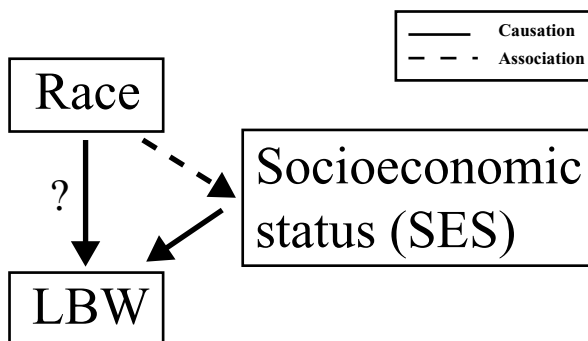 Causation
Association
Race
?
Socioeconomic
status (SES)
LBW